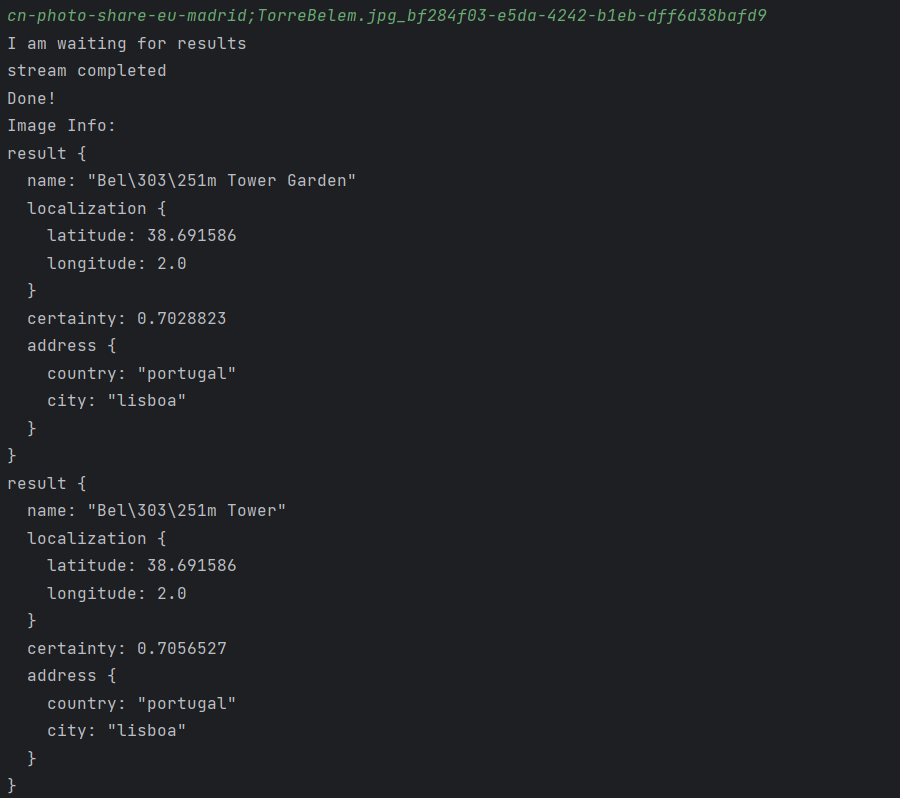 cn-photo-share-eu-madrid;TorreBelem.jpg_bf284f03-e5da-4242-b1eb-dff6d38bafd9
I am waiting for results
stream completed
Done!
Image Info:
result {
  name: "Bel\303\251m Tower Garden"
  localization {
    latitude: 38.691586
    longitude: 2.0
  }
  certainty: 0.7028823
  address {
    country: "portugal"
    city: "lisboa"
  }
}
result {
  name: "Bel\303\251m Tower"
  localization {
    latitude: 38.691586
    longitude: 2.0
  }
  certainty: 0.7056527
  address {
    country: "portugal"
    city: "lisboa"
  }
}